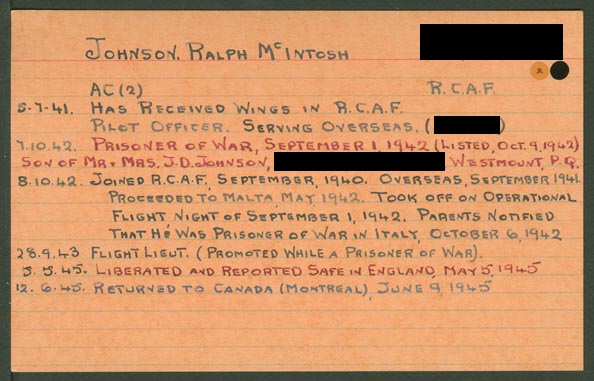 JOHNSON, RALPH McINTOSH
x
AC(2) R.C.A.F.
5-7-41. HAS RECEIVED WINGS IN R.C.A.F.
PILOT OFFICER. SERVING OVERSEAS. ( )
7.10.42. PRISONER OF WAR, SEPTEMBER 1, 1942 (LISTED, OCT. 9, 1942)
SON OF MR + MRS. J.D. JOHNSON, WESTMOUNT, P.Q.
8.10.42. JOINED R.C.A.F., SEPTEMBER, 1940. OVERSEAS, SEPTEMBER 1941
PROCEEDED TO MALTA, MAY, 1942. TOOK OFF ON OPERATIONAL
FLIGHT, NIGHT OF SEPTEMBER 1, 1942. PARENTS NOTIFIED
THAT HE WAS PRISONER OF WAR IN ITALY, OCTOBER 6, 1942
28.9.43 FLIGHT LIEUT. (PROMOTED WHILE A PRISONER OF WAR).
5.5.45. LIBERATED AND REPORTED SAFE IN ENGLAND, MAY 5, 1945
12.6.45. RETURNED TO CANADA (MONTREAL), JUNE 9, 1945